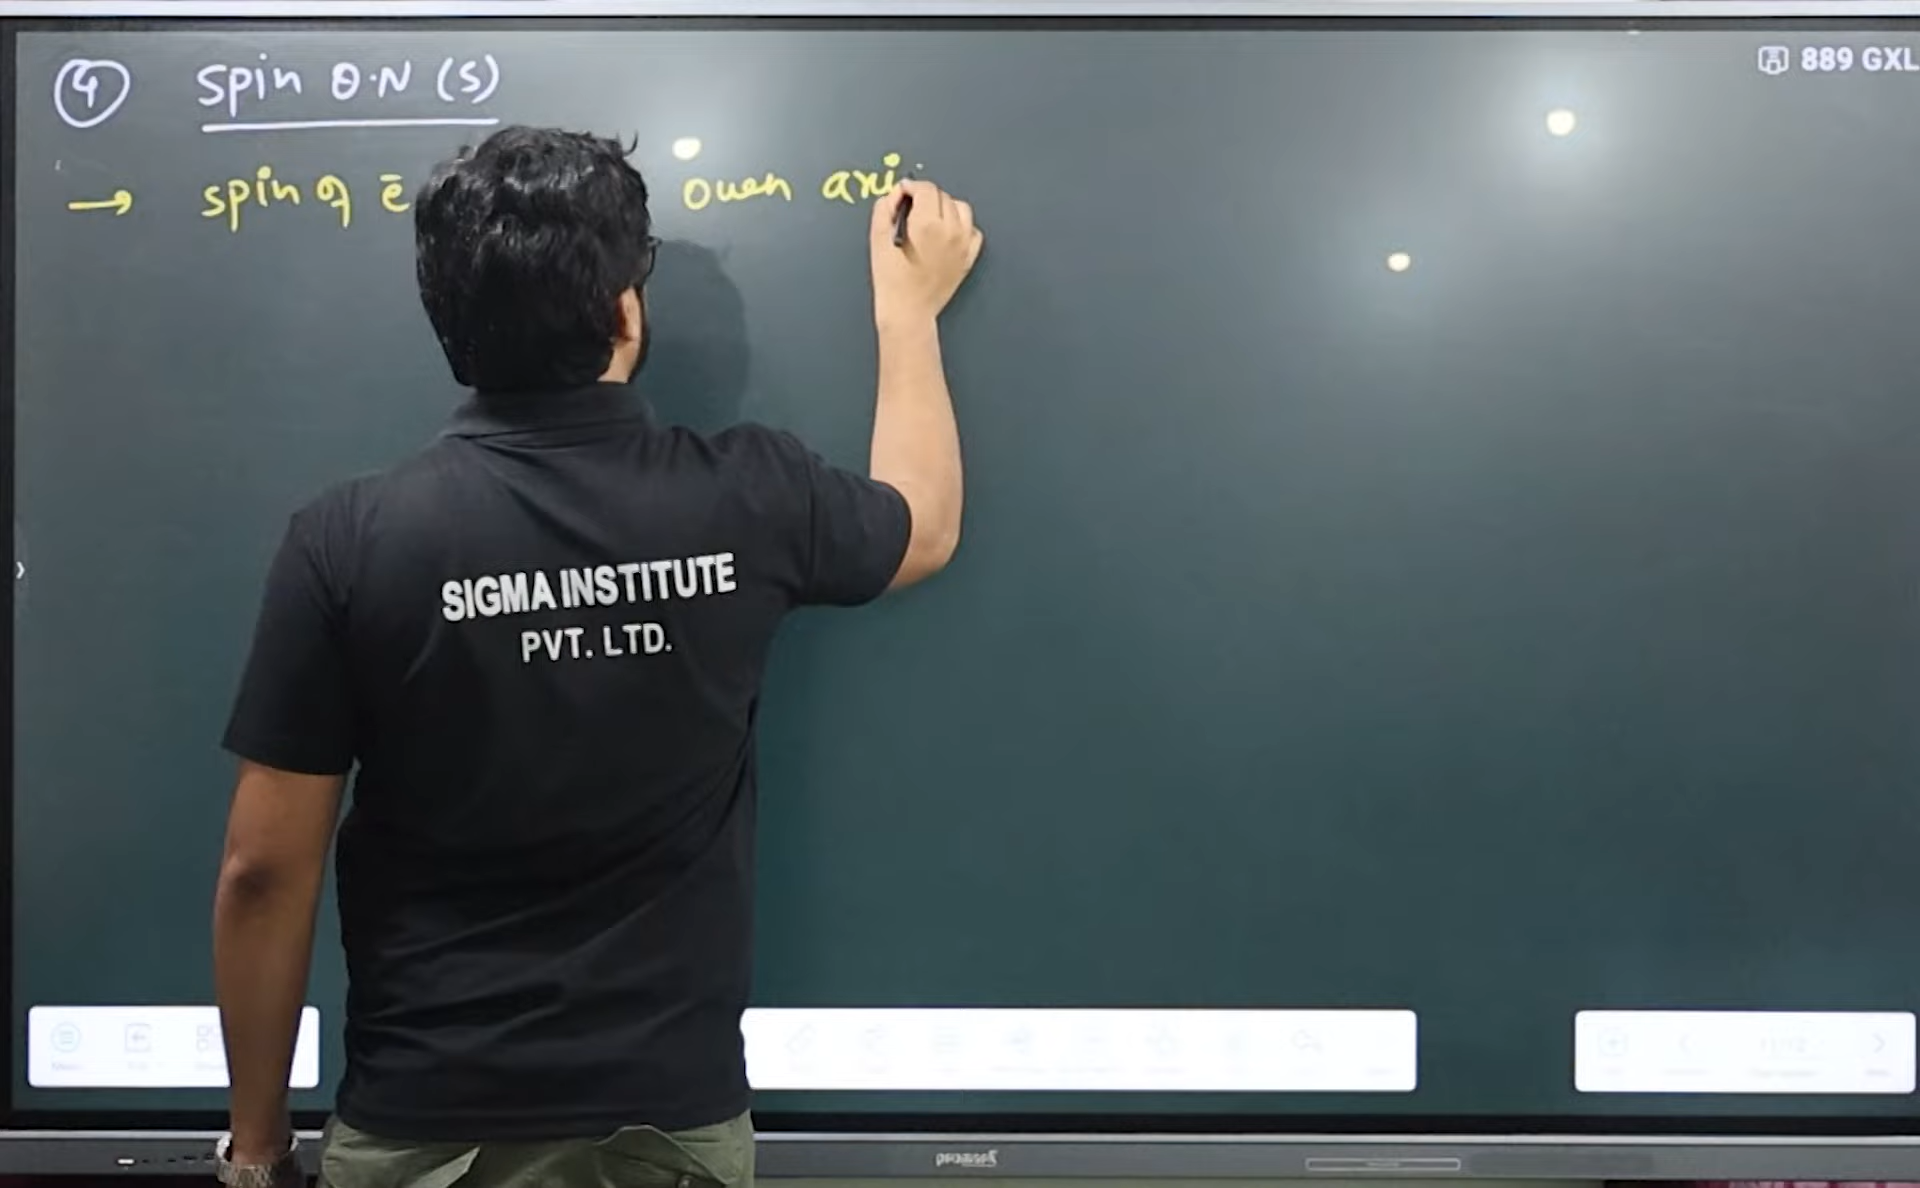 ④ Spin Q.N (S)
889 GXL
→ spin of ē own axi
SIGMA INSTITUTE
PVT. LTD.